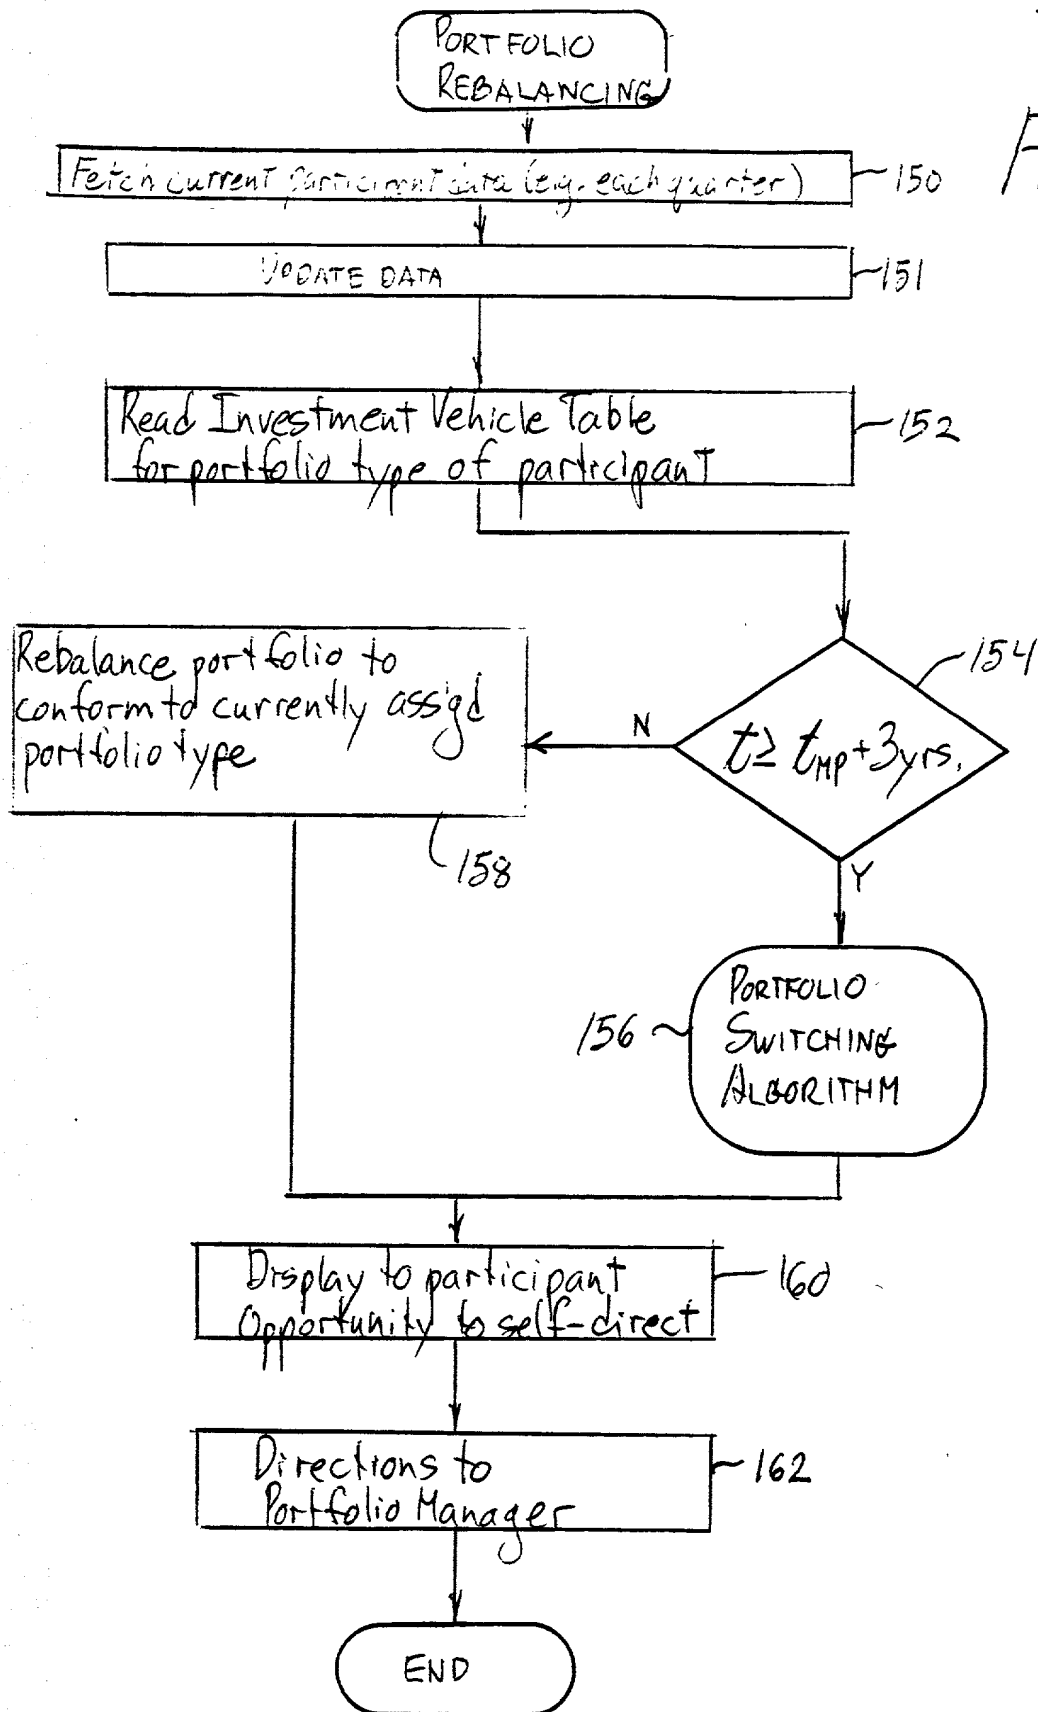 PORTFOLIO
REBALANCING
Fetch current participant data (e.g. each quarter)
150
UPDATE DATA
151
Read Investment Vehicle Table
for portfolio type of participant
152
154
t ≥ tMP + 3yrs.
N
Y
Rebalance portfolio to
conform to currently assigd
portfolio type
158
156
PORTFOLIO
SWITCHING
ALGORITHM
Display to participant
Opportunity to self-direct
160
Directions to
Portfolio Manager
162
END